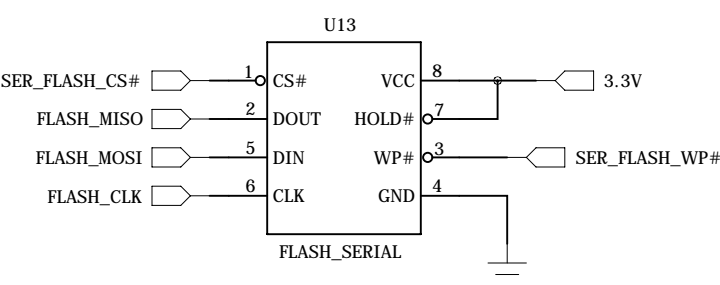 U13
SER_FLASH_CS# 1 CS# VCC 8 3.3V
FLASH_MISO 2 DOUT HOLD# 7
FLASH_MOSI 5 DIN WP# 3 SER_FLASH_WP#
FLASH_CLK 6 CLK GND 4
FLASH_SERIAL